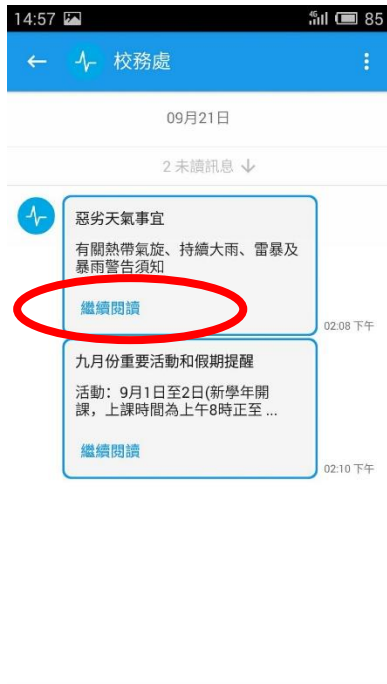 14:57 4G 85
校務處
09月21日
2 未讀訊息
惡劣天氣事宜
有關熱帶氣旋、持續大雨、雷暴及
暴雨警告須知
繼續閱讀
02:08 下午
九月份重要活動和假期提醒
活動：9月1日至2日(新學年開
課，上課時間為上午8時正至 ...
繼續閱讀
02:10 下午